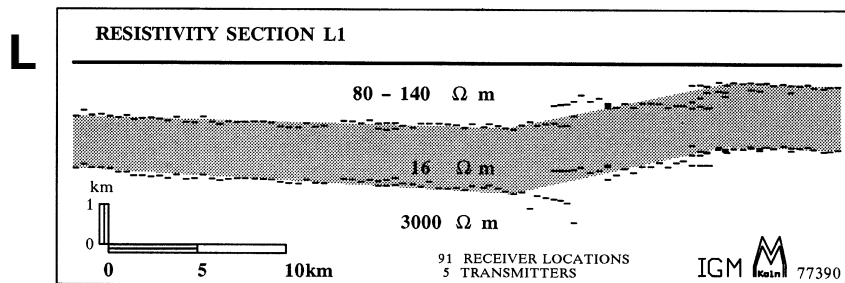 L
RESISTIVITY SECTION L1
80 – 140 Ω m
16 Ω m
km
1
0
3000 Ω m
0 5 10km
91 RECEIVER LOCATIONS
5 TRANSMITTERS
IGM Köln 77390